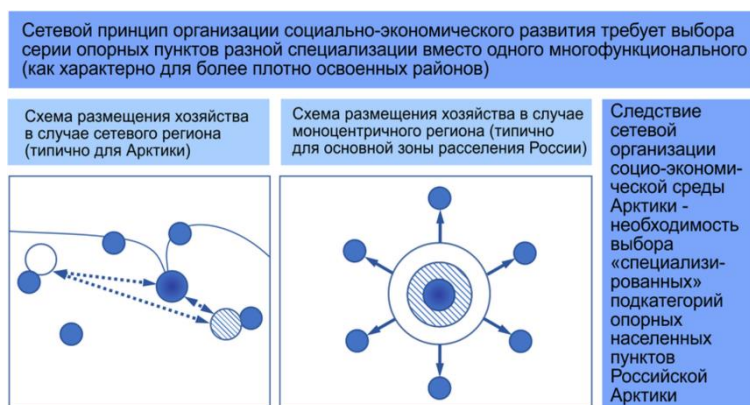 Сетевой принцип организации социально-экономического развития требует выбора
серии опорных пунктов разной специализации вместо одного многофункционального
(как характерно для более плотно освоенных районов)
Схема размещения хозяйства
в случае сетевого региона
(типично для Арктики)
Схема размещения хозяйства в случае
моноцентричного региона (типично
для основной зоны расселения России)
Следствие
сетевой
организации
социо-экономи-
ческой среды
Арктики -
необходимость
выбора
«специализи-
рованных»
подкатегорий
опорных
населенных
пунктов
Российской
Арктики